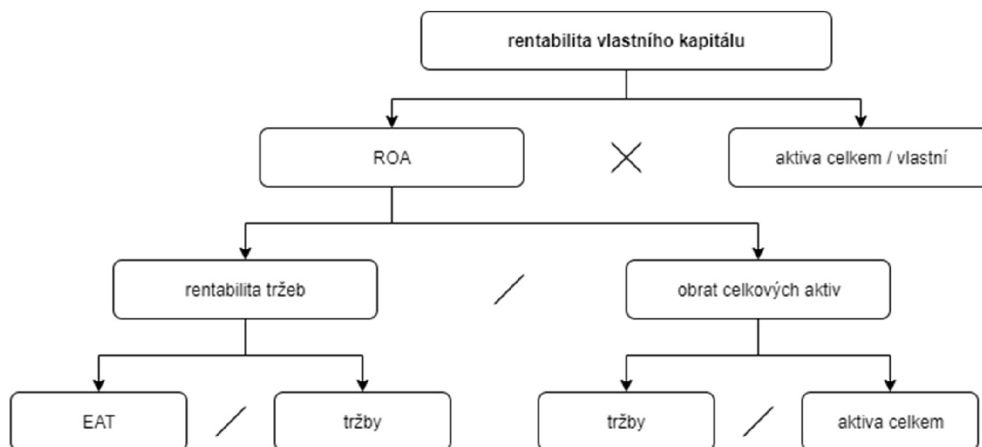 rentabilita vlastního kapitálu
ROA
aktiva celkem / vlastní
rentabilita tržeb
/
obrat celkových aktiv
EAT
/
tržby
tržby
/
aktiva celkem